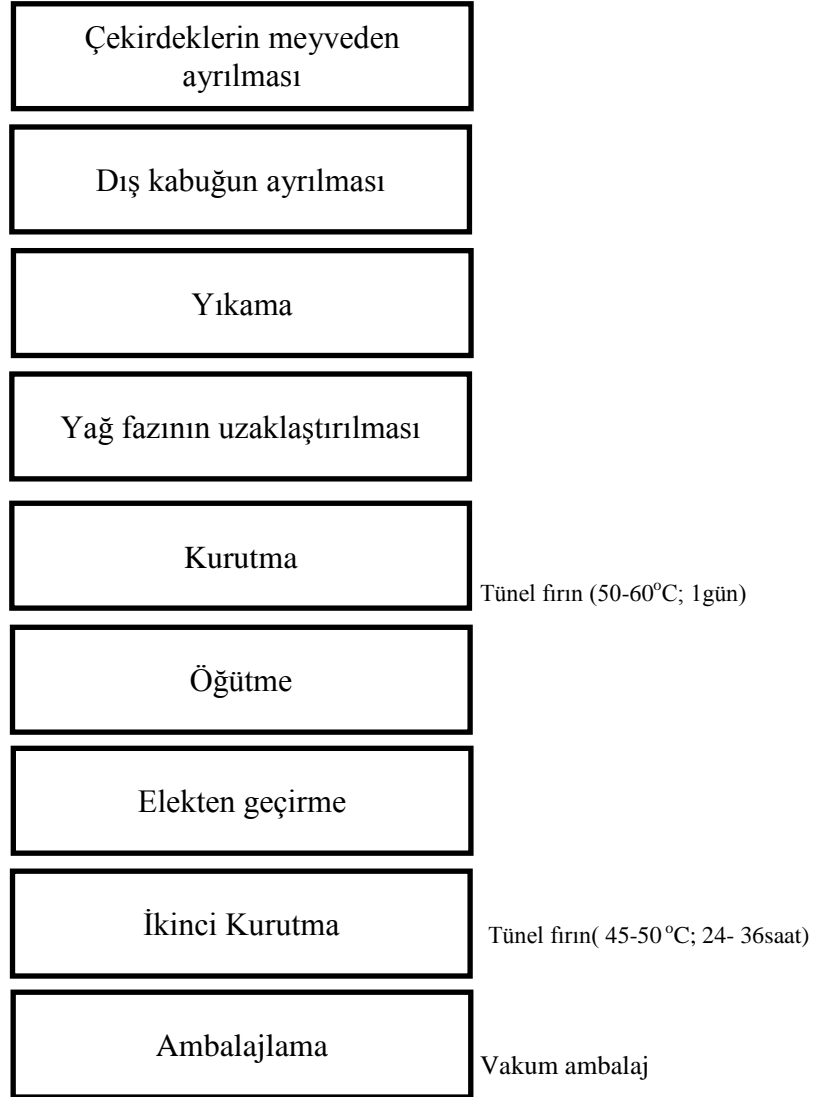 Çekirdeklerin meyveden
ayrılması
Dış kabuğun ayrılması
Yıkama
Yağ fazının uzaklaştırılması
Kurutma
Tünel fırın (50-60°C; 1gün)
Öğütme
Elekten geçirme
İkinci Kurutma
Tünel fırın( 45-50 °C; 24- 36saat)
Ambalajlama
Vakum ambalaj